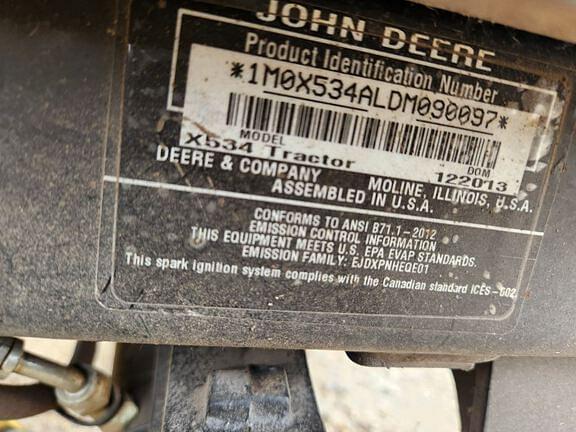 JOHN DEERE
Product Identification Number
*1M0X534ALDM090097*
MODEL DOM
X534 Tractor 122013
DEERE & COMPANY MOLINE, ILLINOIS, U.S.A.
ASSEMBLED IN U.S.A.
CONFORMS TO ANSI B71.1-2012
EMISSION CONTROL INFORMATION
THIS EQUIPMENT MEETS U.S. EPA EVAP STANDARDS.
EMISSION FAMILY: EJDXPNHEQE01
This spark ignition system complies with the Canadian standard ICES-002